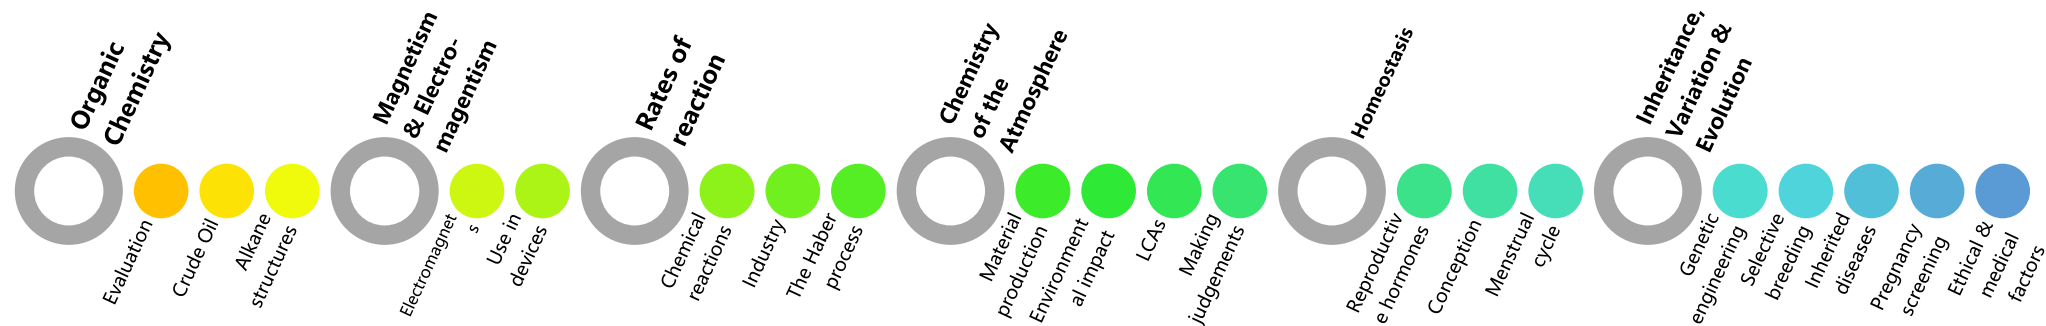 Organic
Chemistry
Evaluation
Crude Oil
Alkane
structures
Magnetism
& Electro-
magentism
Electromagnet
s
Use in
devices
Rates of
reaction
Chemical
reactions
Industry
The Haber
process
Chemistry
of the
Atmosphere
Material
production
Environment
al impact
LCAs
Making
judgements
Homeostasis
Reproductiv
e hormones
Conception
Menstrual
cycle
Inheritance,
Variation &
Evolution
Genetic
engineering
Selective
breeding
Inherited
diseases
Pregnancy
screening
Ethical &
medical
factors